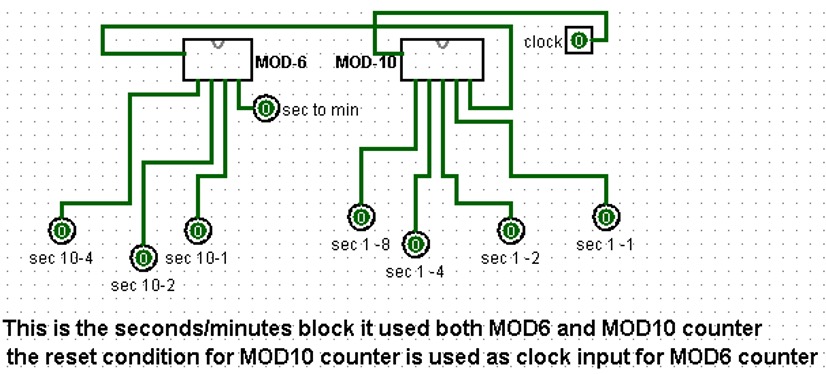 clock 0
MOD-6 MOD-10
0 sec to min
0 0 0 0 0 0 0
sec 10-4 sec 10-2 sec 10-1 sec 1 -8 sec 1 -4 sec 1 -2 sec 1 -1
This is the seconds/minutes block it used both MOD6 and MOD10 counter
the reset condition for MOD10 counter is used as clock input for MOD6 counter